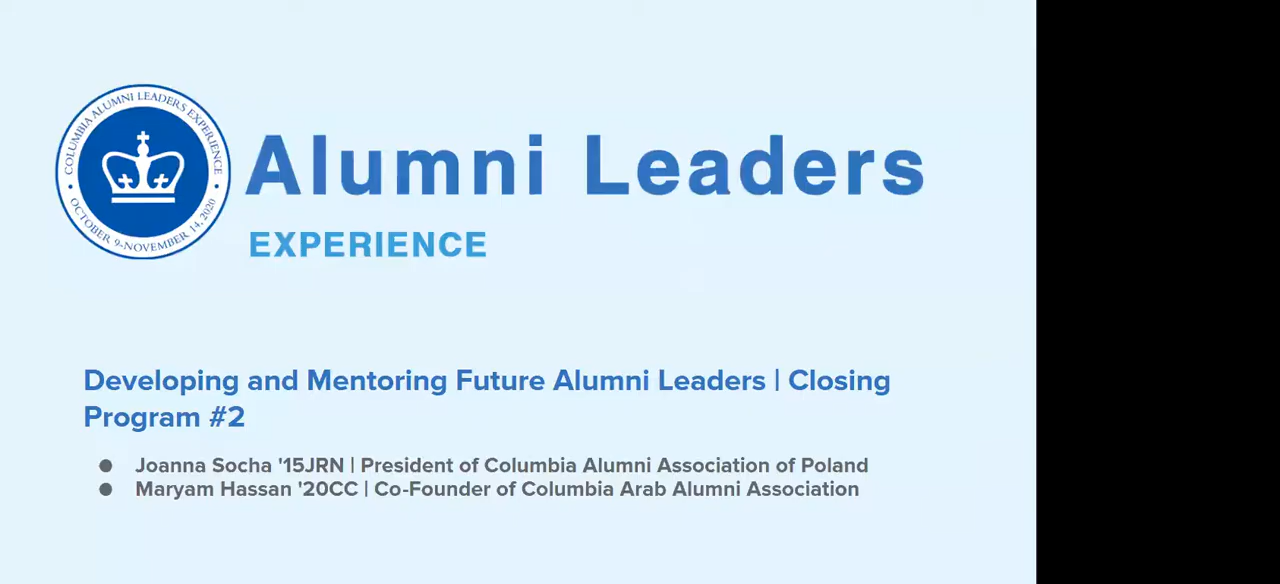 COLUMBIA ALUMNI LEADERS EXPERIENCE
• OCTOBER 9-NOVEMBER 14, 2020 •
Alumni Leaders
EXPERIENCE
Developing and Mentoring Future Alumni Leaders | Closing
Program #2
● Joanna Socha '15JRN | President of Columbia Alumni Association of Poland
● Maryam Hassan '20CC | Co-Founder of Columbia Arab Alumni Association